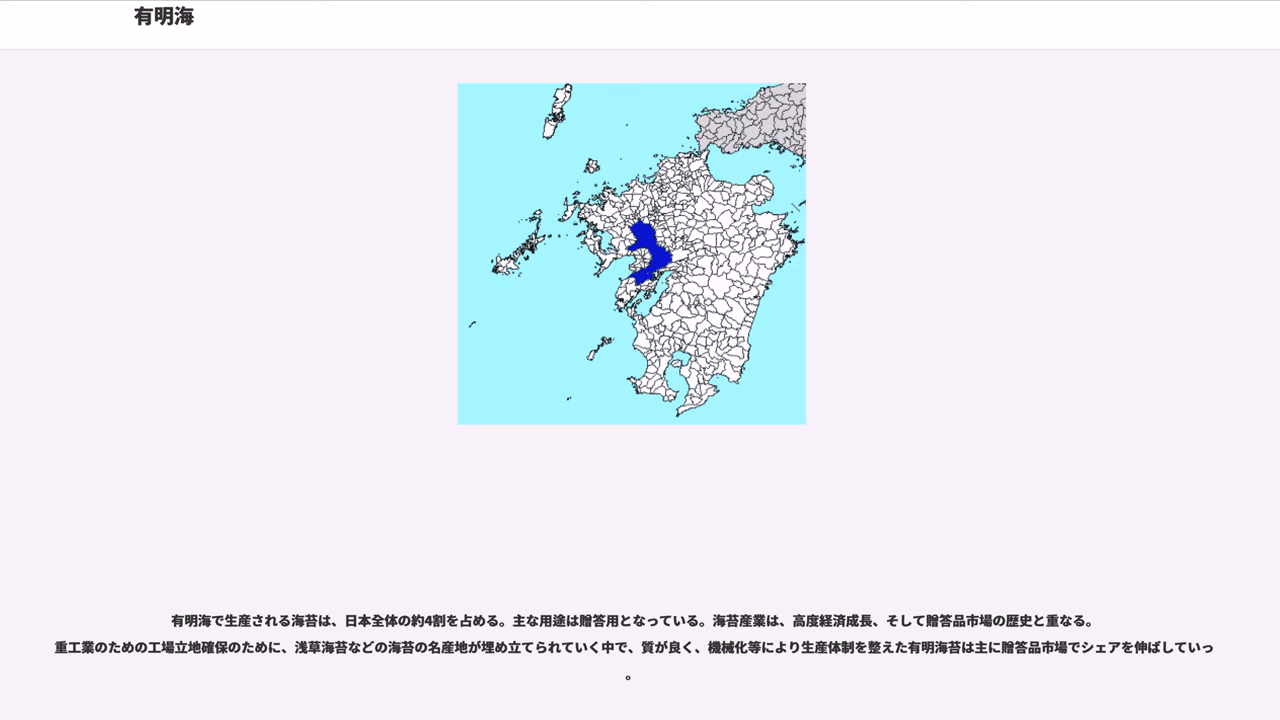 有明海
有明海で生産される海苔は、日本全体の約4割を占める。主な用途は贈答用となっている。海苔産業は、高度経済成長、そして贈答品市場の歴史と重なる。
重工業のための工場立地確保のために、浅草海苔などの海苔の名産地が埋め立てられていく中で、質が良く、機械化等により生産体制を整えた有明海苔は主に贈答品市場でシェアを伸ばしていっ
。